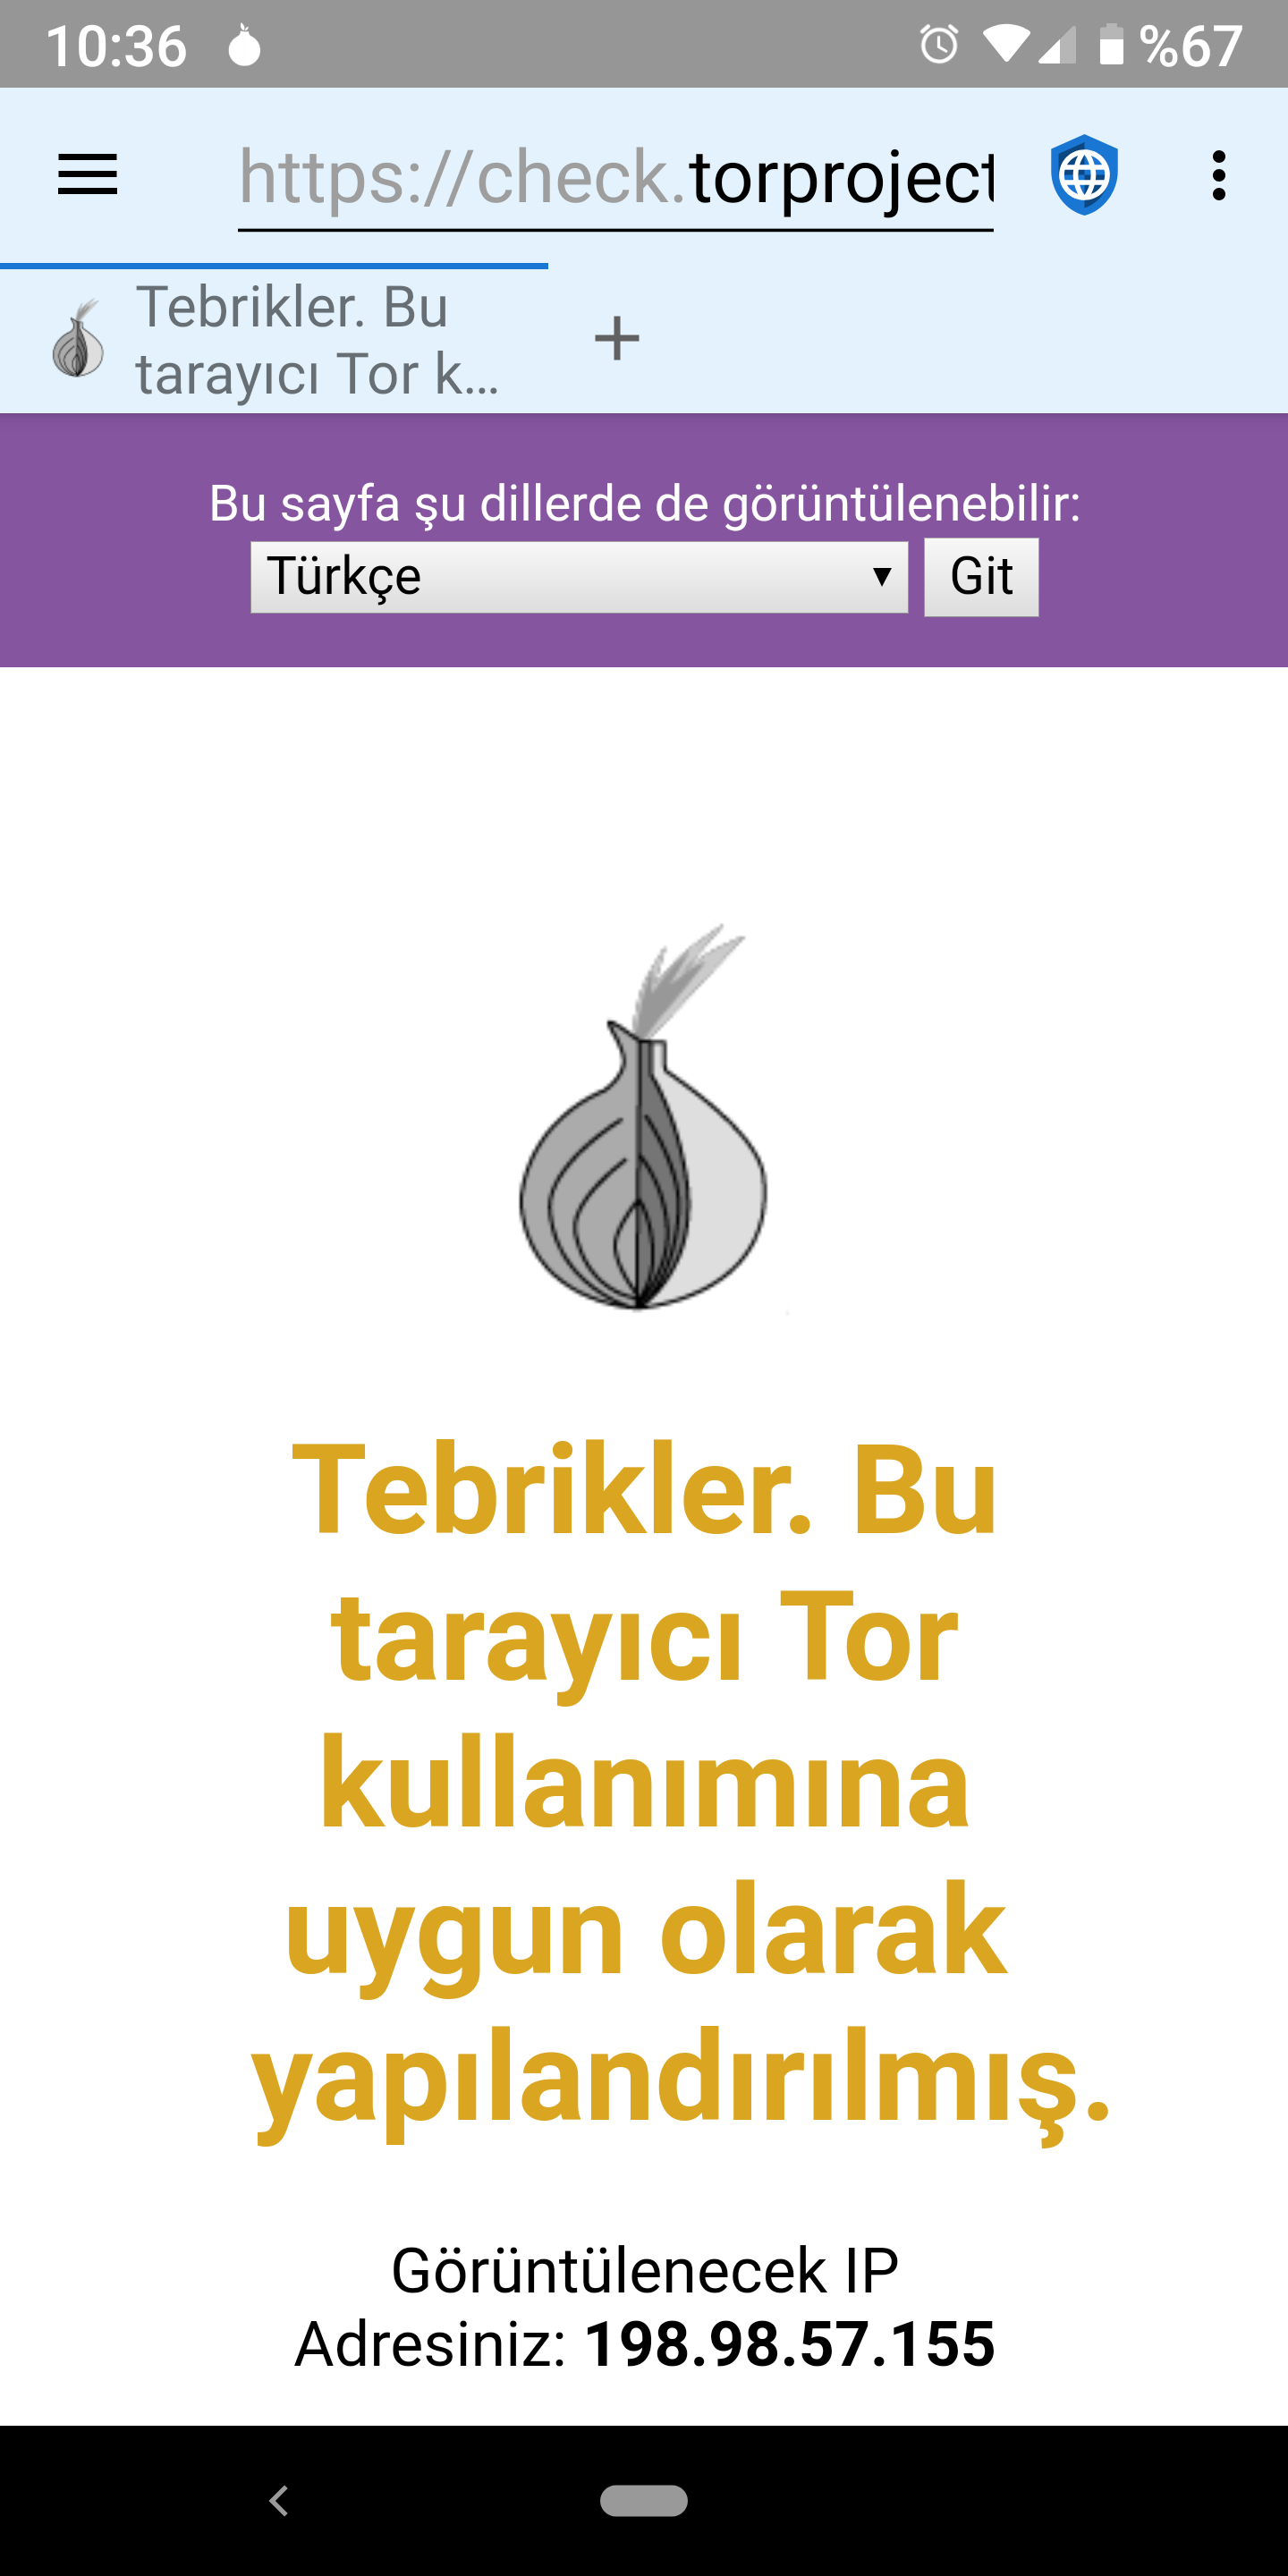 10:36
%67
https://check.torproject
Tebrikler. Bu
tarayıcı Tor k...
Bu sayfa şu dillerde de görüntülenebilir:
Türkçe
Git
Tebrikler. Bu
tarayıcı Tor
kullanımına
uygun olarak
yapılandırılmış.
Görüntülenecek IP
Adresiniz: 198.98.57.155